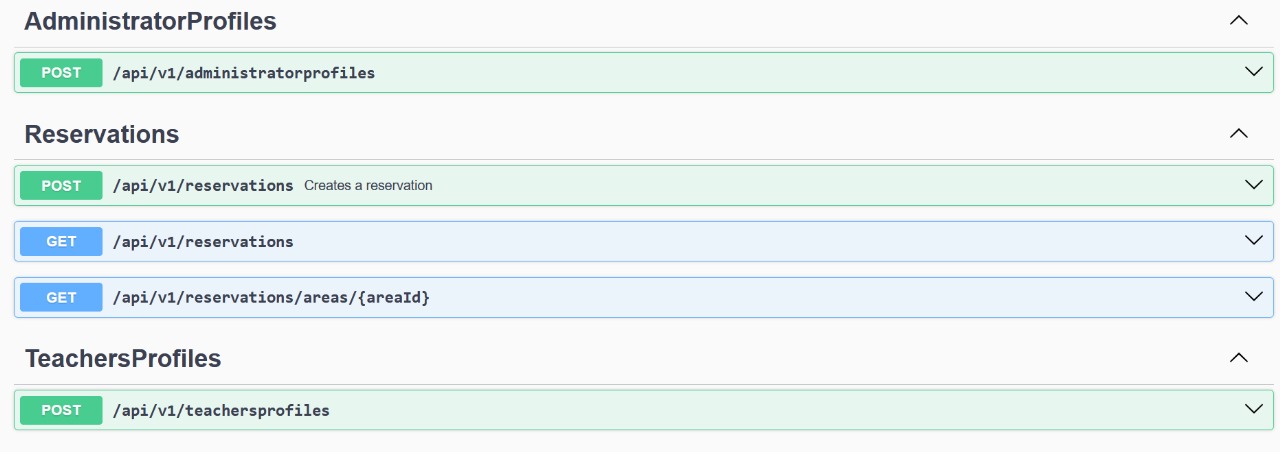 AdministratorProfiles
POST /api/v1/administratorprofiles
Reservations
POST /api/v1/reservations Creates a reservation
GET /api/v1/reservations
GET /api/v1/reservations/areas/{areaId}
TeachersProfiles
POST /api/v1/teachersprofiles